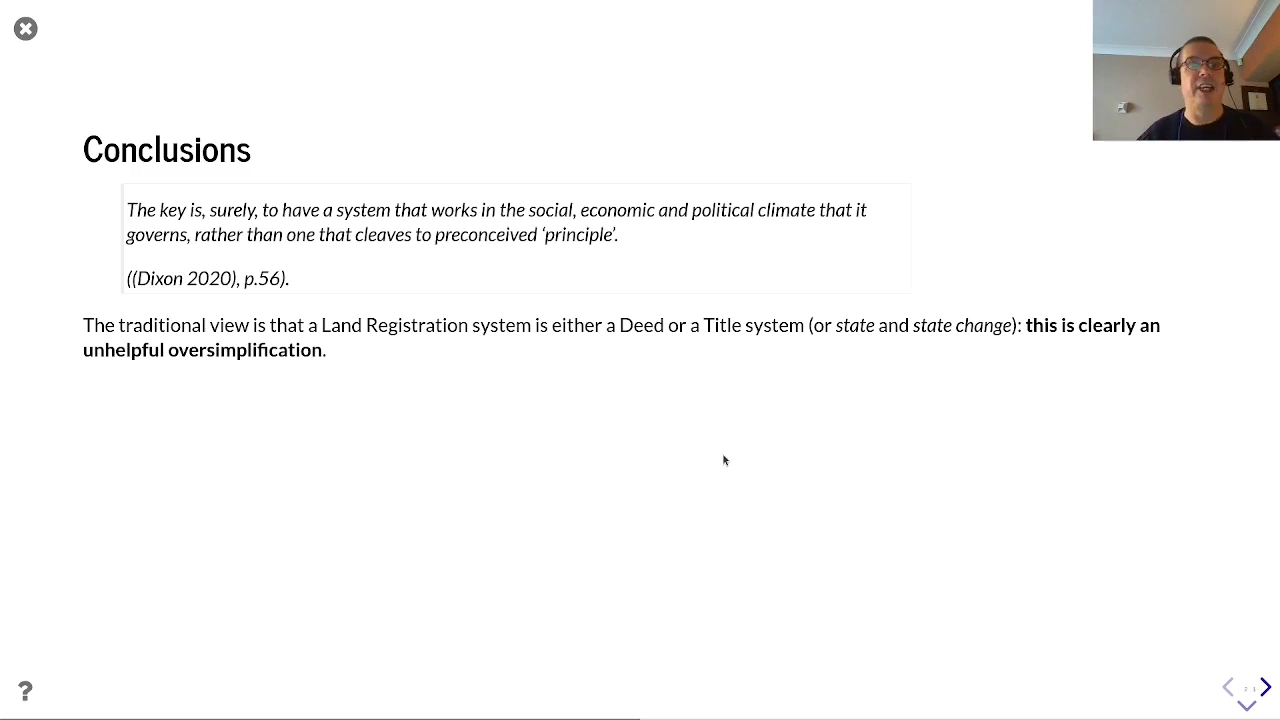 Conclusions
The key is, surely, to have a system that works in the social, economic and political climate that it
governs, rather than one that cleaves to preconceived ‘principle’.
((Dixon 2020), p.56).
The traditional view is that a Land Registration system is either a Deed or a Title system (or state and state change): this is clearly an
unhelpful oversimplification.
?